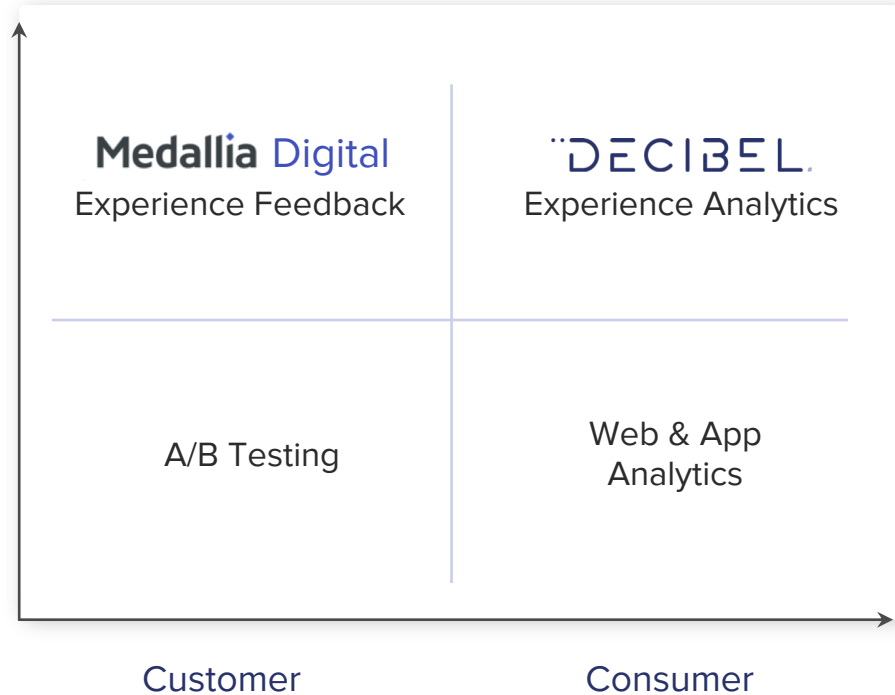 Medallia Digital
Experience Feedback
DECIBEL
Experience Analytics
A/B Testing
Web & App
Analytics
Customer
Consumer